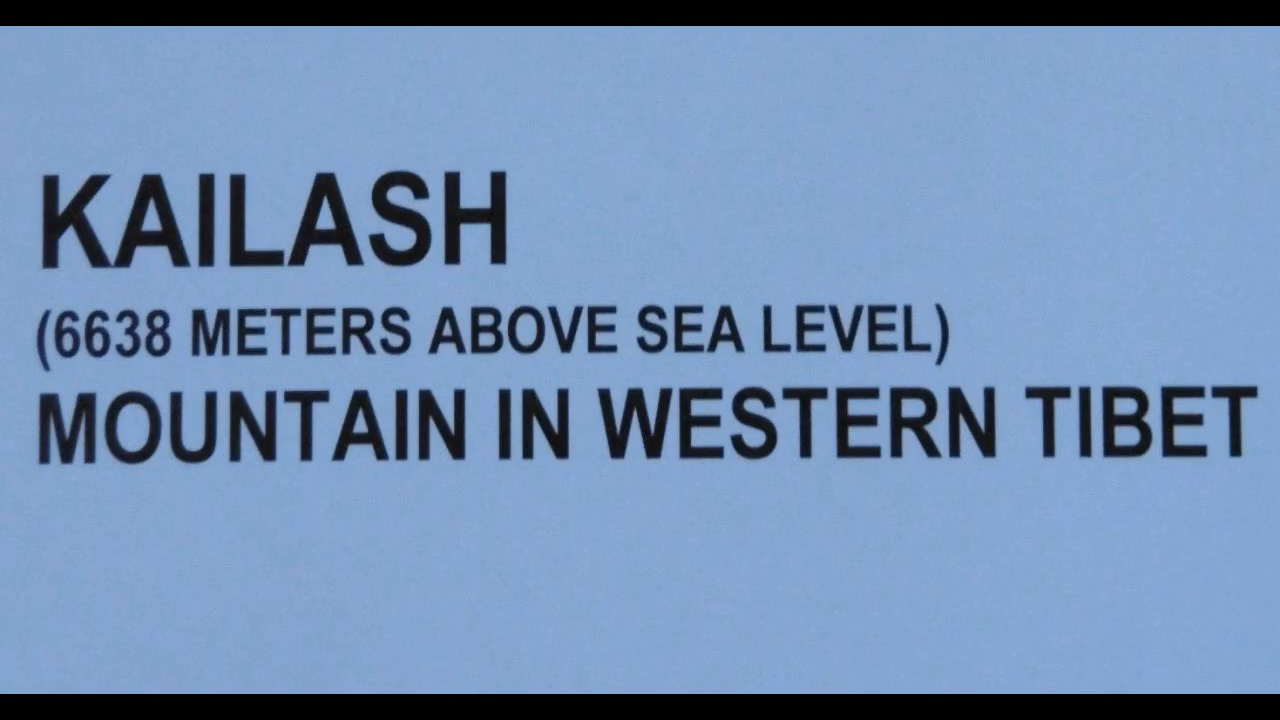 KAILASH
(6638 METERS ABOVE SEA LEVEL)
MOUNTAIN IN WESTERN TIBET